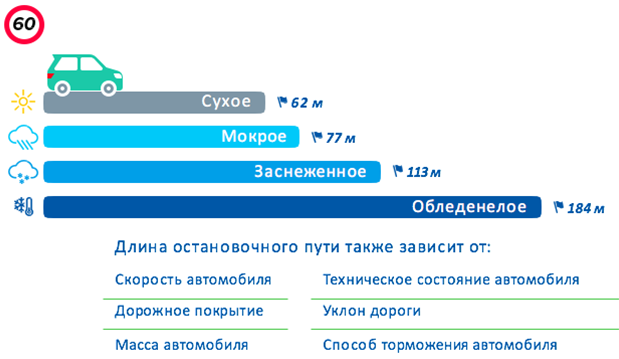 60
Сухое 62 м
Мокрое 77 м
Заснеженное 113 м
Обледенелое 184 м
Длина остановочного пути также зависит от:
Скорость автомобиля Техническое состояние автомобиля
Дорожное покрытие Уклон дороги
Масса автомобиля Способ торможения автомобиля